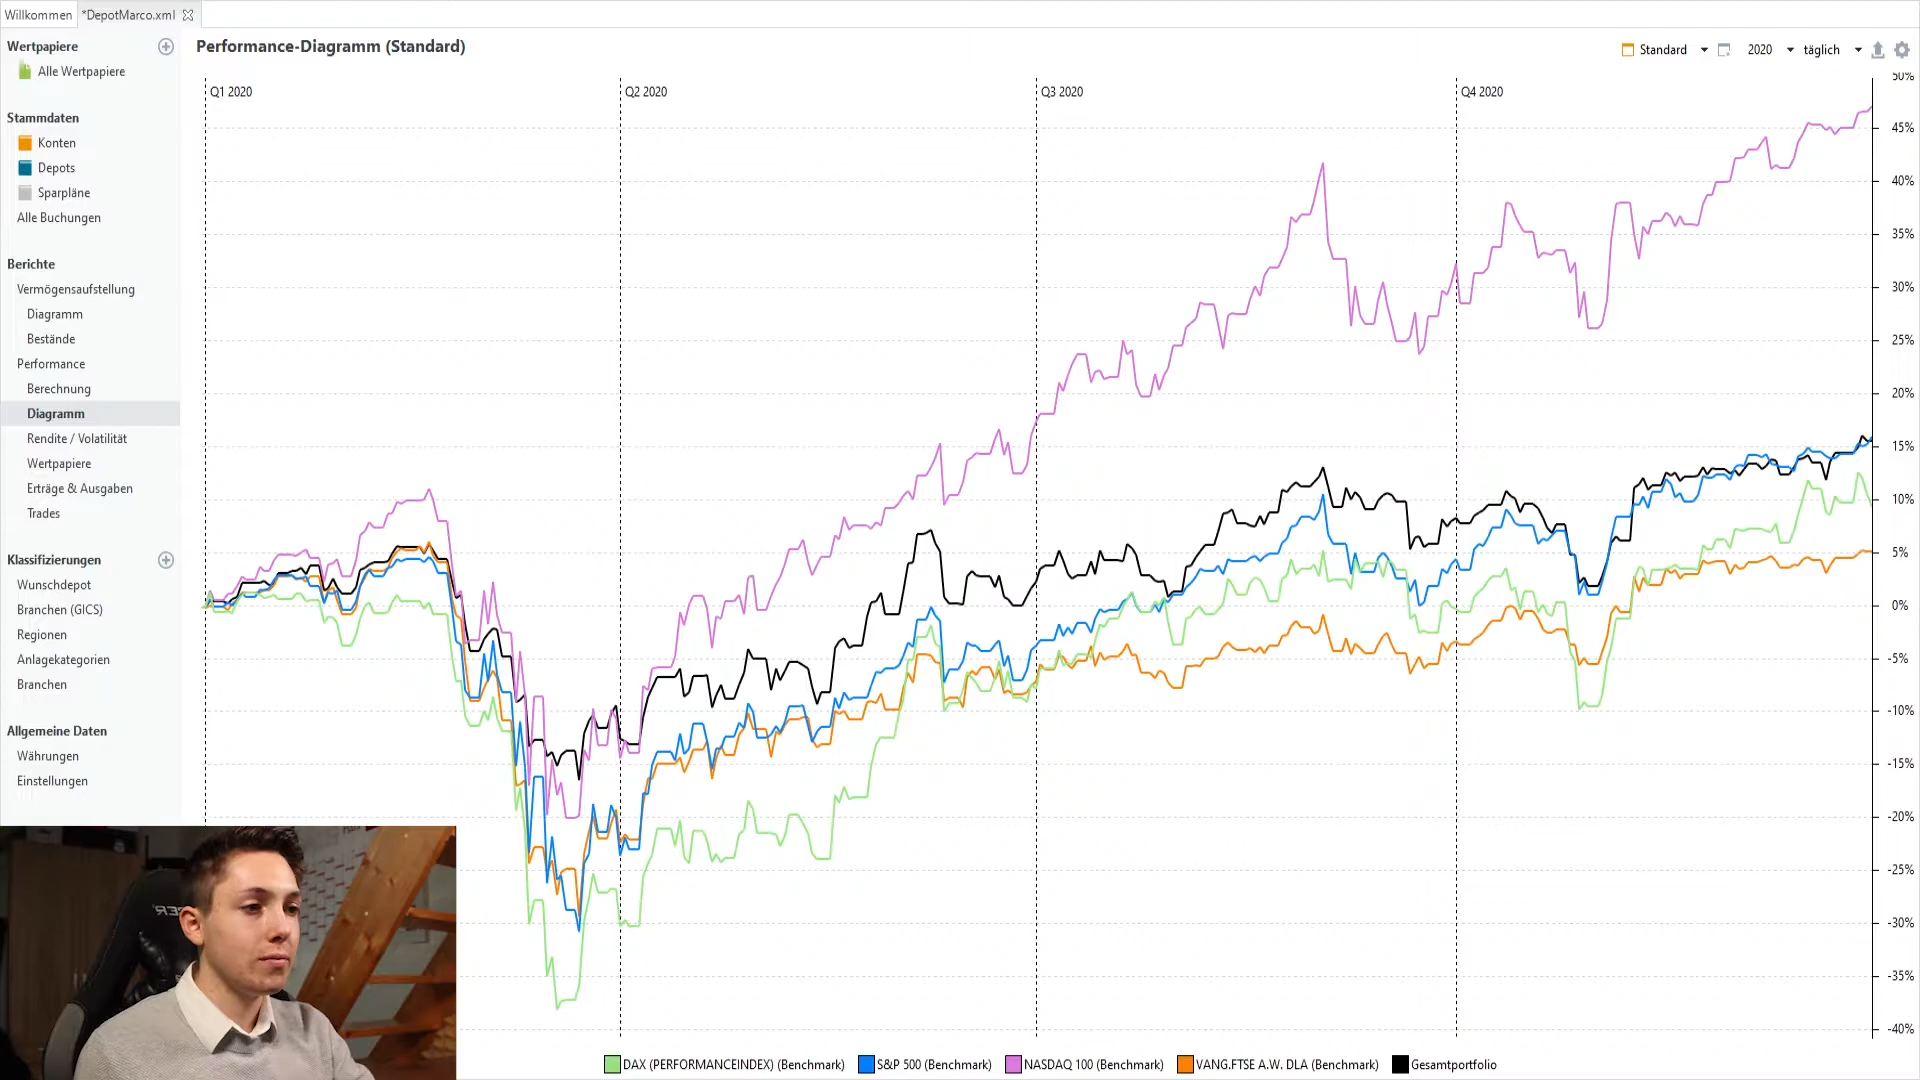 Willkommen
*DepotMarco.xml
Wertpapiere
Alle Wertpapiere
Stammdaten
Konten
Depots
Sparpläne
Alle Buchungen
Berichte
Vermögensaufstellung
Diagramm
Bestände
Performance
Berechnung
Diagramm
Rendite / Volatilität
Wertpapiere
Erträge & Ausgaben
Trades
Klassifizierungen
Wunschdepot
Branchen (GICS)
Regionen
Anlagekategorien
Branchen
Allgemeine Daten
Währungen
Einstellungen
Performance-Diagramm (Standard)
Standard
2020
täglich
Q1 2020
Q2 2020
Q3 2020
Q4 2020
50%
45%
40%
35%
30%
25%
20%
15%
10%
5%
0%
-5%
-10%
-15%
-20%
-25%
-30%
-35%
-40%
DAX (PERFORMANCEINDEX) (Benchmark)
S&P 500 (Benchmark)
NASDAQ 100 (Benchmark)
VANG.FTSE A.W. DLA (Benchmark)
Gesamtportfolio